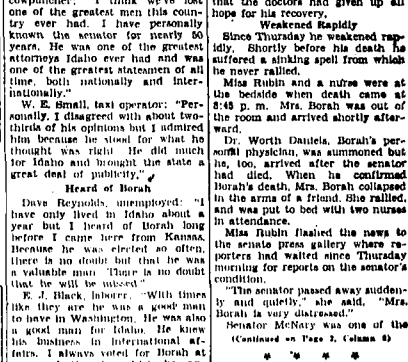 cowpuncher, "I think we've lost
one of the greatest men this coun-
try ever had. I have personally
known the senator for nearly 50
years. He was one of the greatest
attorneys Idaho ever had and was
one of the greatest statesmen of all
time, both nationally and inter-
nationally."
W. E. Small, taxi operator: "Per-
sonally, I disagreed with about two-
thirds of his opinions but I admired
him because he stood for what he
thought was right. He did much
for Idaho and brought the state a
great deal of publicity."
Heard of Borah
Dave Reynolds, unemployed: "I
have only lived in Idaho about a
year but I heard of Borah long
before I came here from Kansas.
Because he was elected so often,
there is no doubt but that he was
a valuable man. There is no doubt
that he will be missed."
E. J. Black, laborer, "With times
like they are he was a good man
to have in Washington. He was also
a good man for Idaho. He knew
his business in international af-
fairs. I always voted for Borah at
that the doctors had given up all
hope for his recovery.
Weakened Rapidly
Since Thursday he weakened rap-
idly. Shortly before his death he
suffered a sinking spell from which
he never rallied.
Miss Rubin and a nurse were at
the bedside when death came at
8:45 p. m. Mrs. Borah was out of
the room and arrived shortly after-
ward.
Dr. Worth Daniels, Borah's per-
sonal physician, was summoned but
he, too, arrived after the senator
had died. When he confirmed
Borah's death, Mrs. Borah collapsed
in the arms of a friend. She rallied,
and was put to bed with two nurses
in attendance.
Miss Rubin flashed the news to
the senate press gallery where re-
porters had waited since Thursday
morning for reports on the senator's
condition.
"The senator passed away sudden-
ly and quietly," she said, "Mrs.
Borah is very distressed."
Senator McNary was one of the
(Continued on Page 2, Column 6)
* * * *